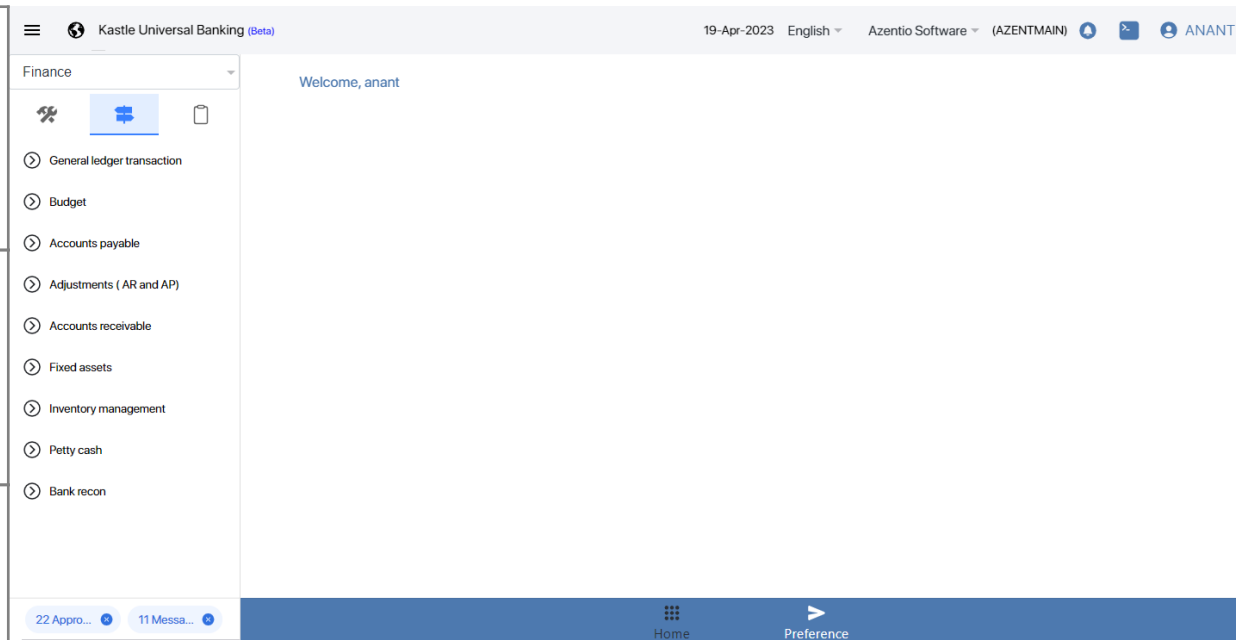 Kastle Universal Banking (Beta) 19-Apr-2023 English Azentio Software (AZENTMAIN) ANANT
Finance
Welcome, anant
General ledger transaction
Budget
Accounts payable
Adjustments ( AR and AP)
Accounts receivable
Fixed assets
Inventory management
Petty cash
Bank recon
22 Appro... 11 Messa...
Home Preference